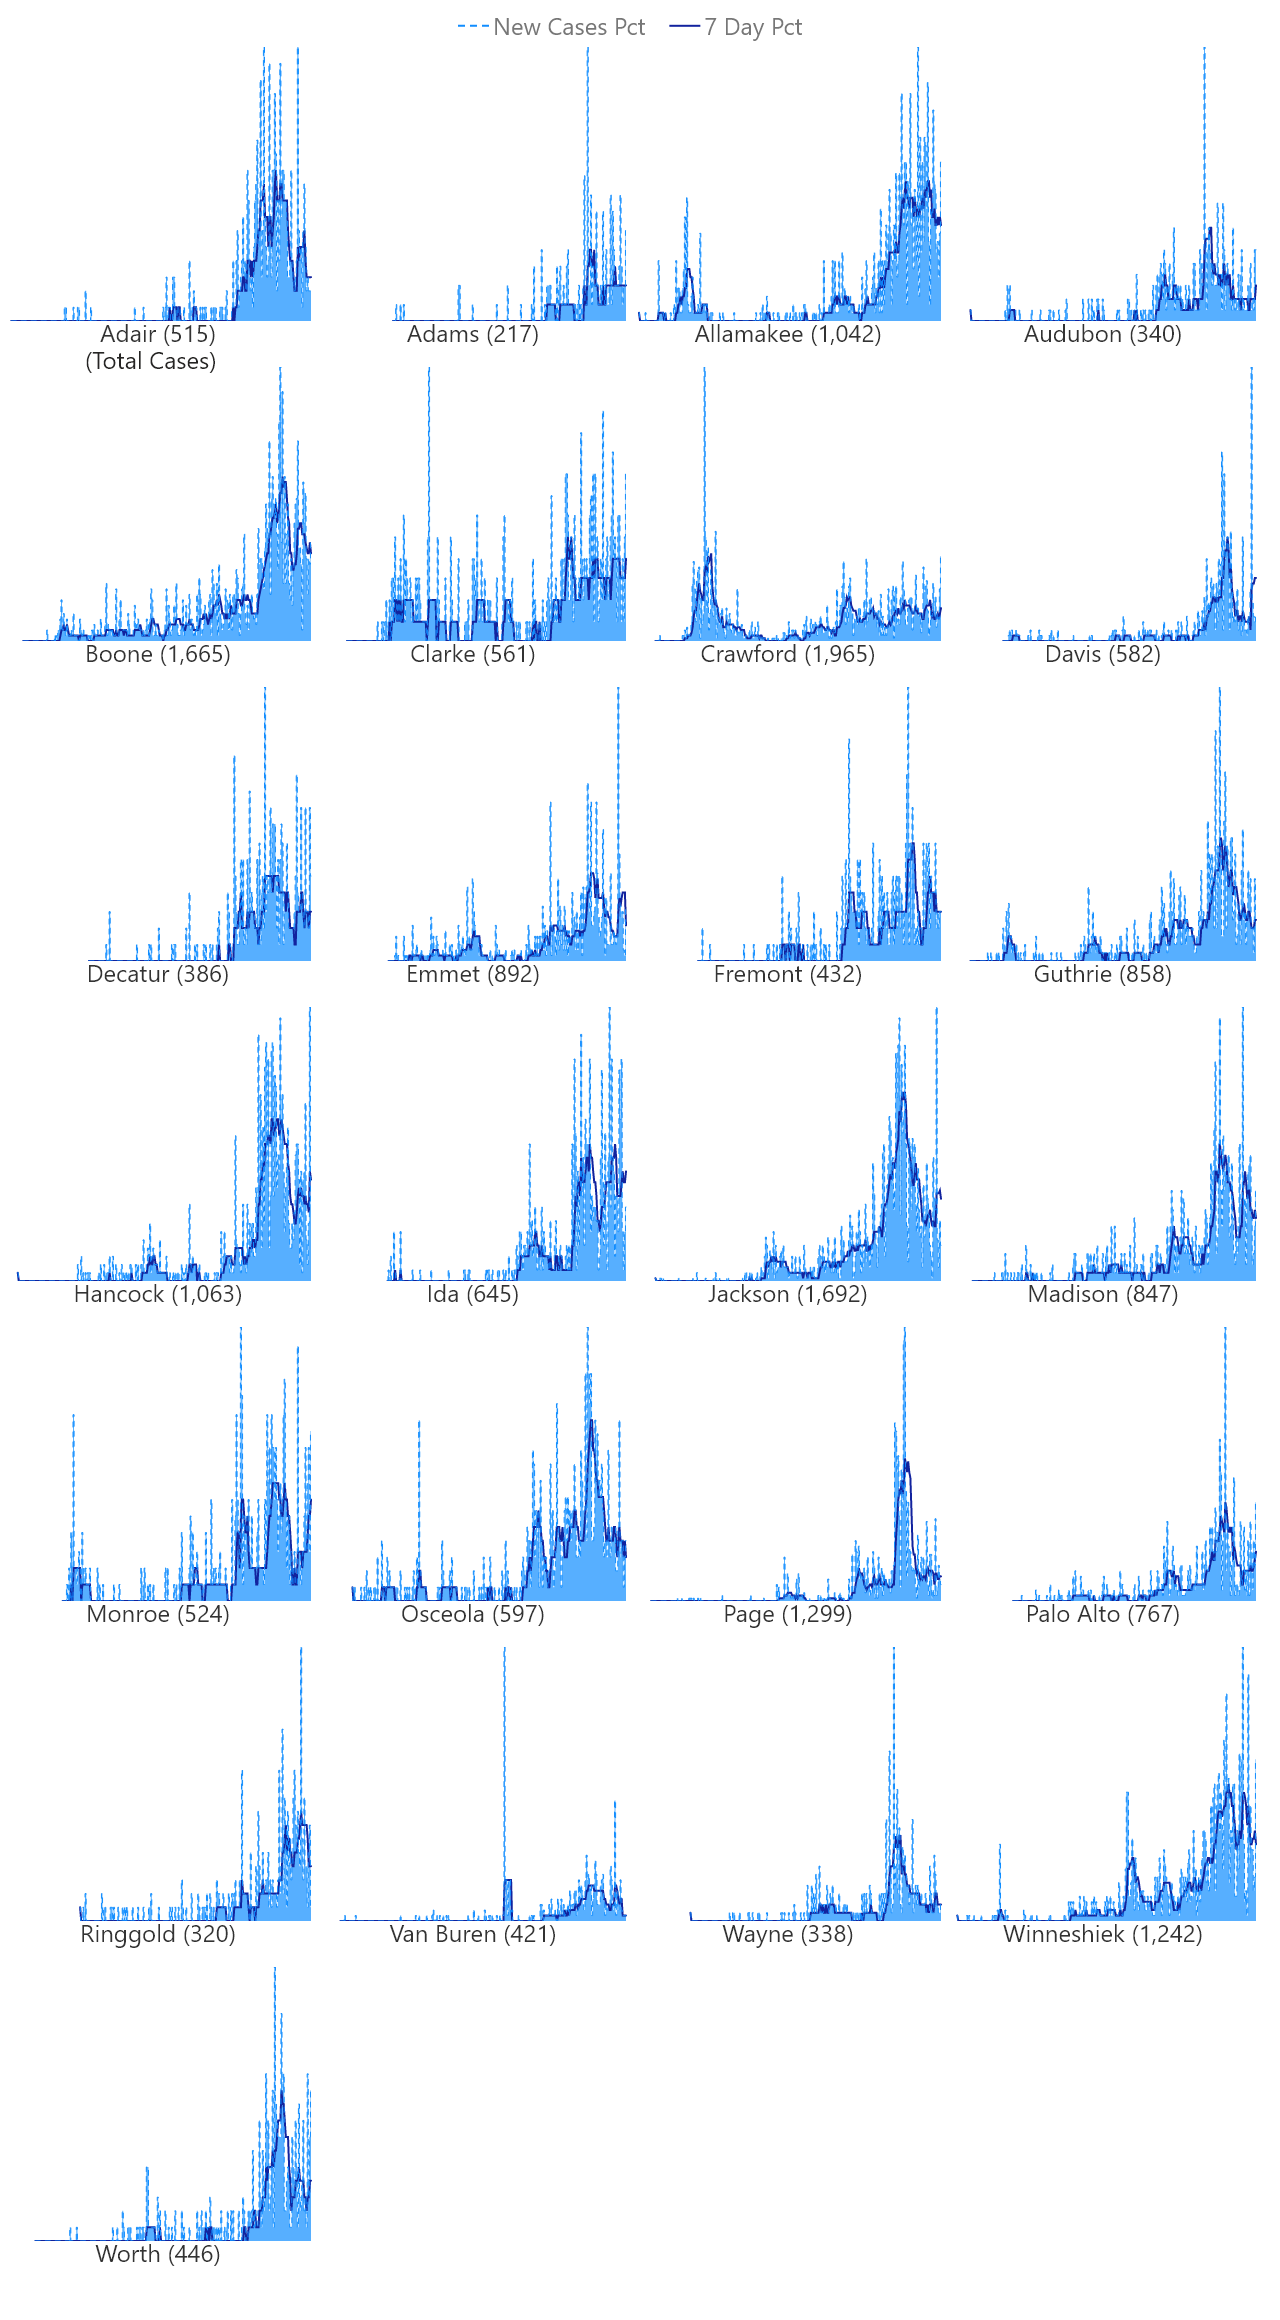 New Cases Pct 7 Day Pct
Adair (515) Adams (217) Allamakee (1,042) Audubon (340)
(Total Cases)
Boone (1,665) Clarke (561) Crawford (1,965) Davis (582)
Decatur (386) Emmet (892) Fremont (432) Guthrie (858)
Hancock (1,063) Ida (645) Jackson (1,692) Madison (847)
Monroe (524) Osceola (597) Page (1,299) Palo Alto (767)
Ringgold (320) Van Buren (421) Wayne (338) Winneshiek (1,242)
Worth (446)